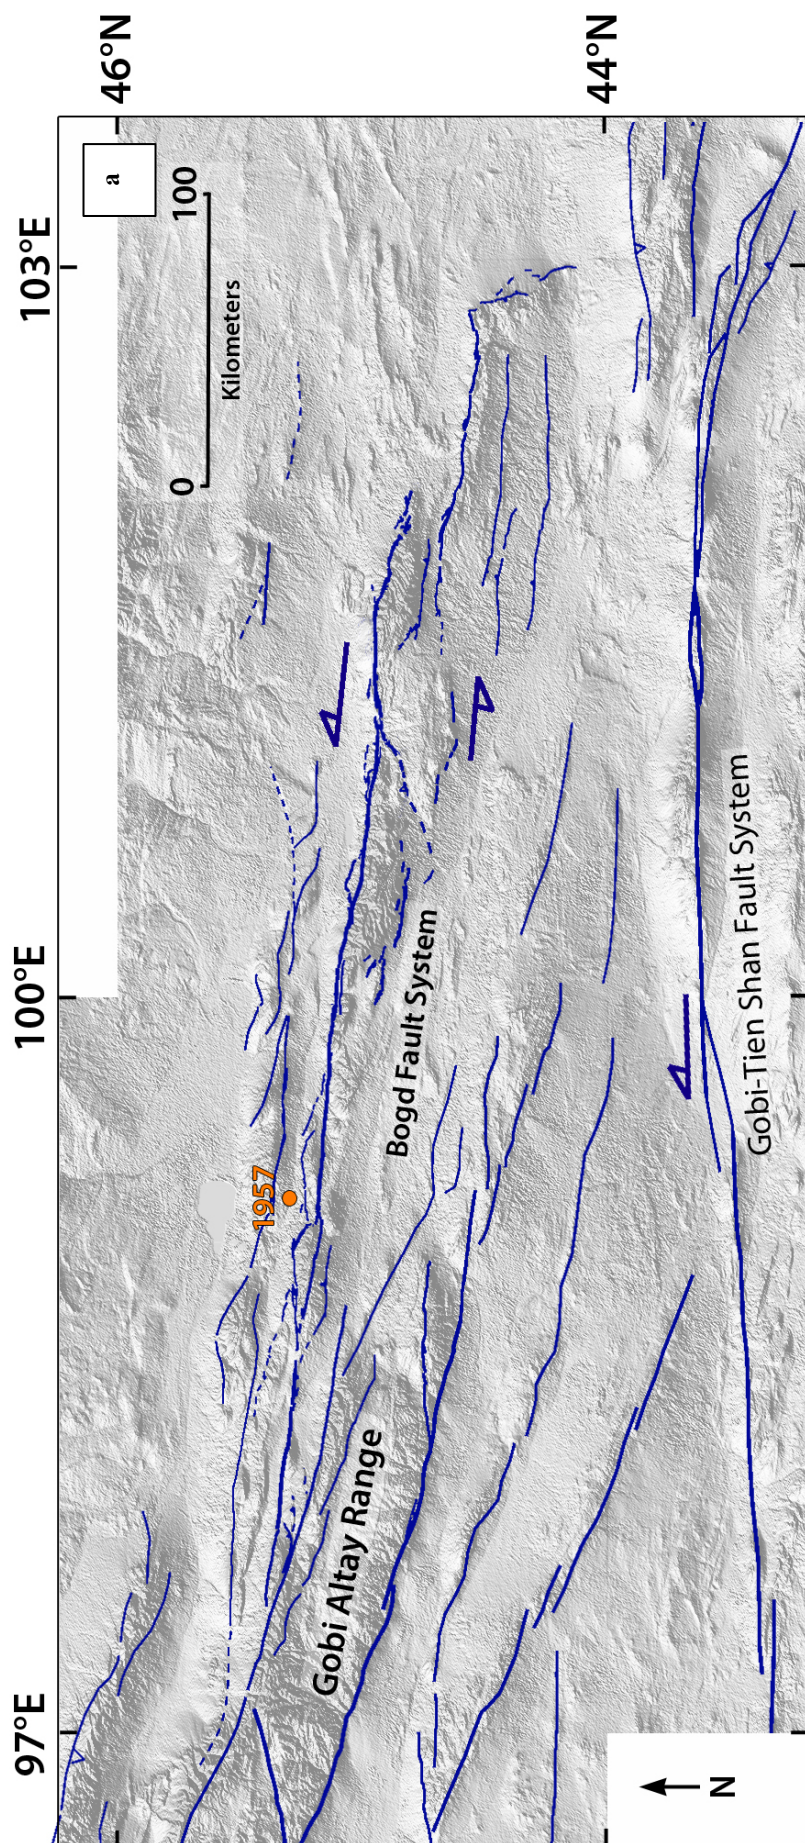 97°E
100°E
103°E
46°N
44°N
a
0
100
Kilometers
1957
Bogd Fault System
Gobi Altay Range
Gobi-Tien Shan Fault System
N